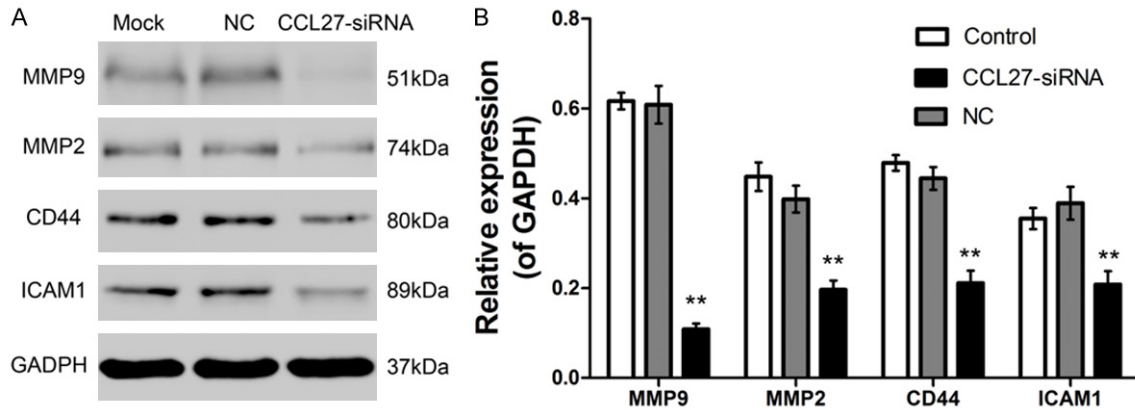 A
Mock NC CCL27-siRNA
MMP9 51kDa
MMP2 74kDa
CD44 80kDa
ICAM1 89kDa
GADPH 37kDa
B
Relative expression
(of GAPDH)
0.8
0.6
0.4
0.2
0.0
Control
CCL27-siRNA
NC
**
**
**
**
MMP9 MMP2 CD44 ICAM1